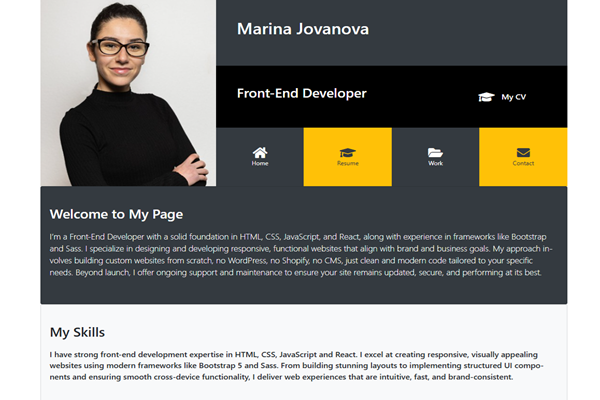 Marina Jovanova
Front-End Developer
My CV
Home
Resume
Work
Contact
Welcome to My Page
I'm a Front-End Developer with a solid foundation in HTML, CSS, JavaScript, and React, along with experience in frameworks like Bootstrap
and Sass. I specialize in designing and developing responsive, functional websites that align with brand and business goals. My approach in-
volves building custom websites from scratch, no WordPress, no Shopify, no CMS, just clean and modern code tailored to your specific
needs. Beyond launch, I offer ongoing support and maintenance to ensure your site remains updated, secure, and performing at its best.
My Skills
I have strong front-end development expertise in HTML, CSS, JavaScript and React. I excel at creating responsive, visually appealing
websites using modern frameworks like Bootstrap 5 and Sass. From building stunning layouts to implementing structured UI compo-
nents and ensuring smooth cross-device functionality, I deliver web experiences that are intuitive, fast, and brand-consistent.